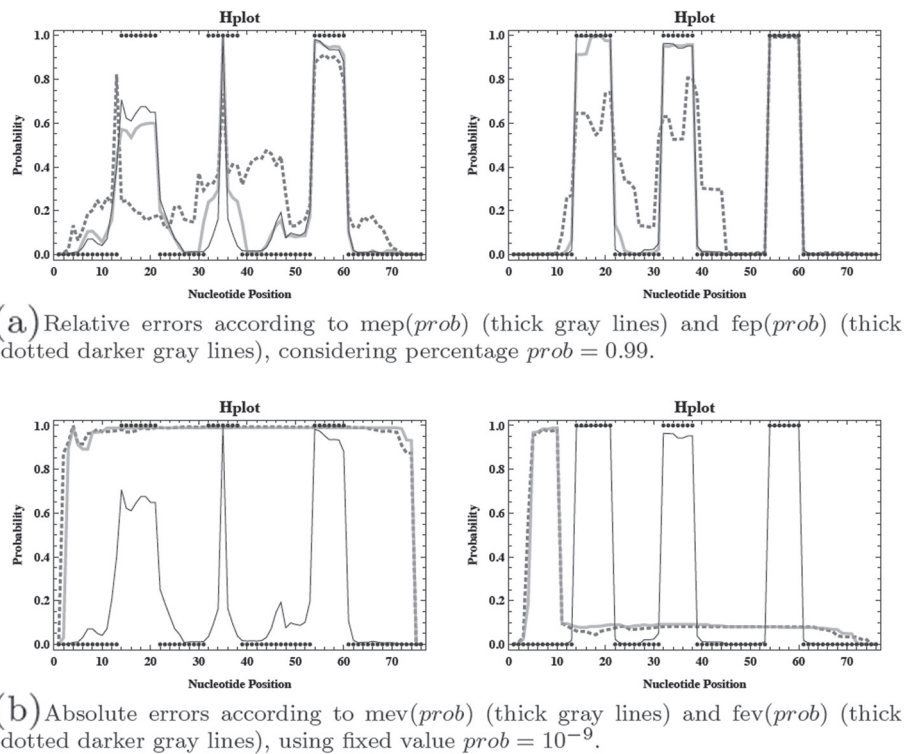 Hplot
Probability
1.0
0.8
0.6
0.4
0.2
0.0
0 10 20 30 40 50 60 70
Nucleotide Position
Hplot
Probability
1.0
0.8
0.6
0.4
0.2
0.0
0 10 20 30 40 50 60 70
Nucleotide Position
(a) Relative errors according to mep(prob) (thick gray lines) and fep(prob) (thick
dotted darker gray lines), considering percentage prob = 0.99.
Hplot
Probability
1.0
0.8
0.6
0.4
0.2
0.0
0 10 20 30 40 50 60 70
Nucleotide Position
Hplot
Probability
1.0
0.8
0.6
0.4
0.2
0.0
0 10 20 30 40 50 60 70
Nucleotide Position
(b) Absolute errors according to mev(prob) (thick gray lines) and fev(prob) (thick
dotted darker gray lines), using fixed value prob = 10⁻⁹.